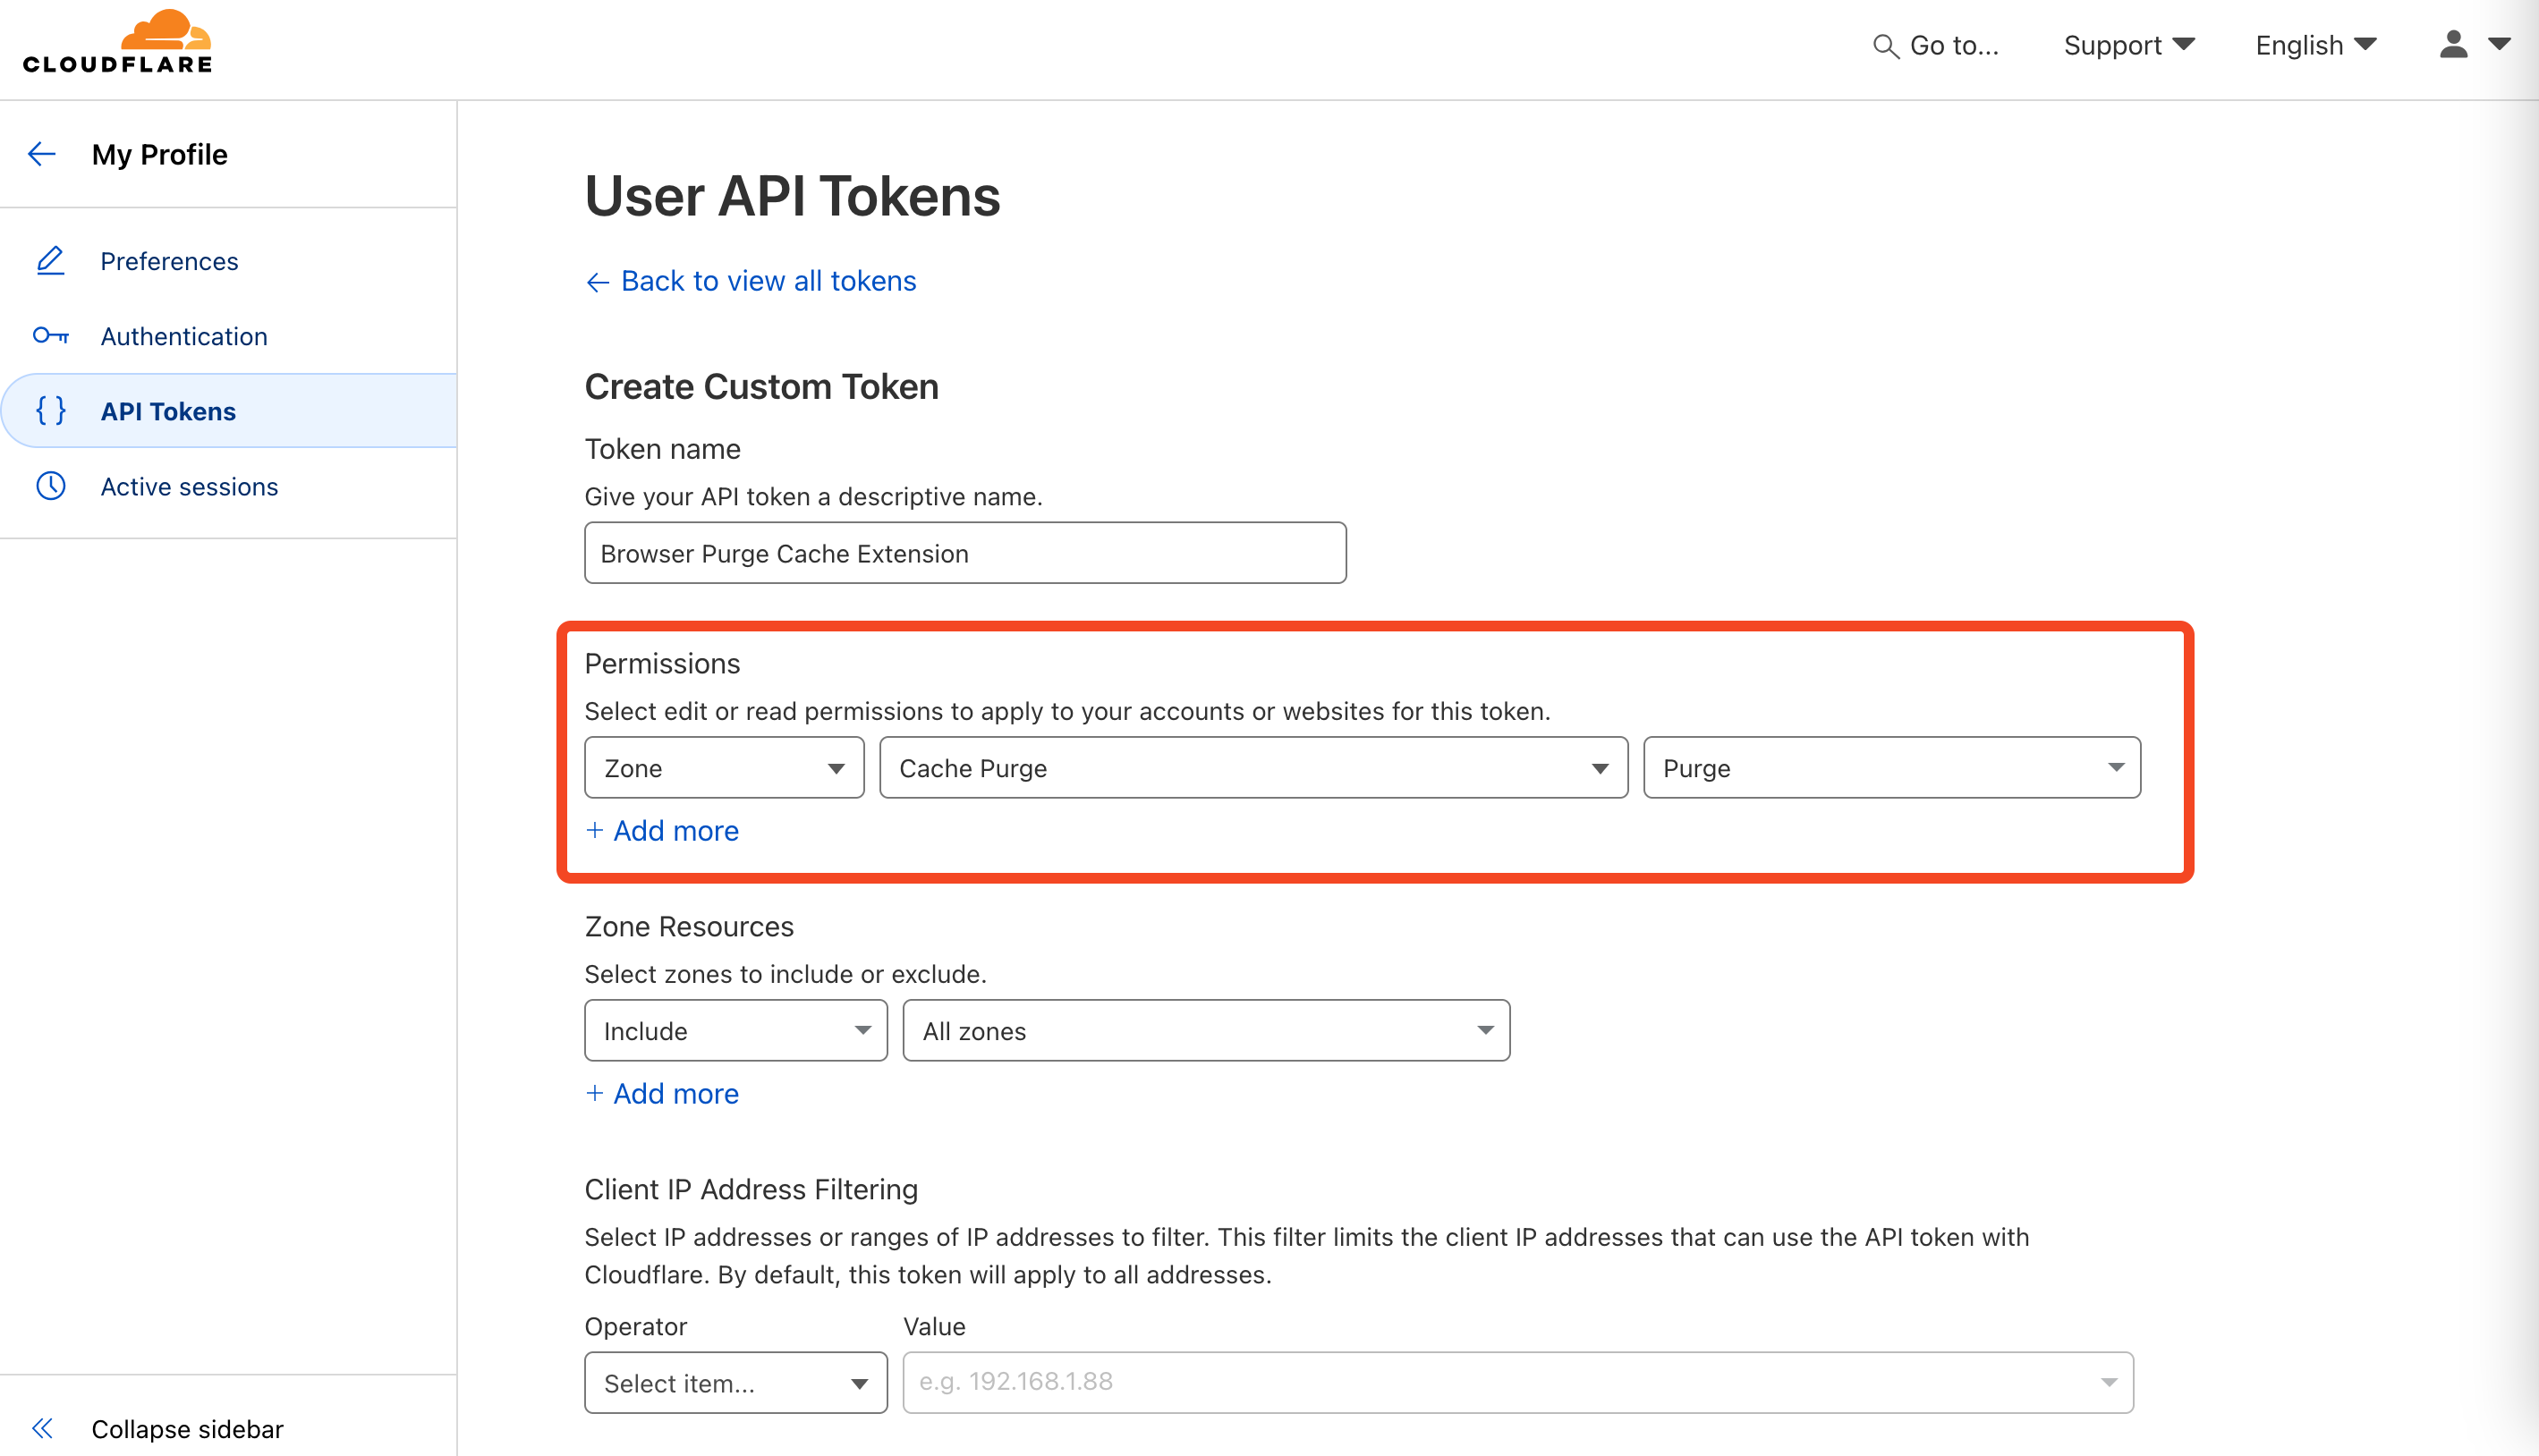 CLOUDFLARE
Go to...
Support
English
My Profile
Preferences
Authentication
API Tokens
Active sessions
User API Tokens
Back to view all tokens
Create Custom Token
Token name
Give your API token a descriptive name.
Browser Purge Cache Extension
Permissions
Select edit or read permissions to apply to your accounts or websites for this token.
Zone
Cache Purge
Purge
+ Add more
Zone Resources
Select zones to include or exclude.
Include
All zones
+ Add more
Client IP Address Filtering
Select IP addresses or ranges of IP addresses to filter. This filter limits the client IP addresses that can use the API token with
Cloudflare. By default, this token will apply to all addresses.
Operator
Value
Select item...
e.g. 192.168.1.88
Collapse sidebar